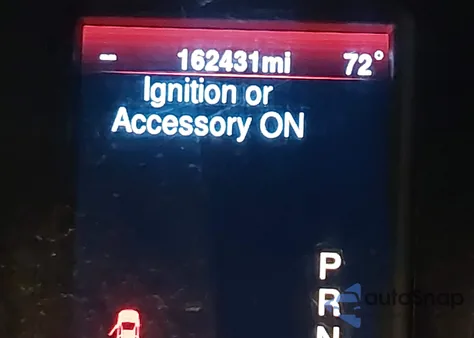 - 162431mi 72°
Ignition or
Accessory ON
P
R
N
autoSnap